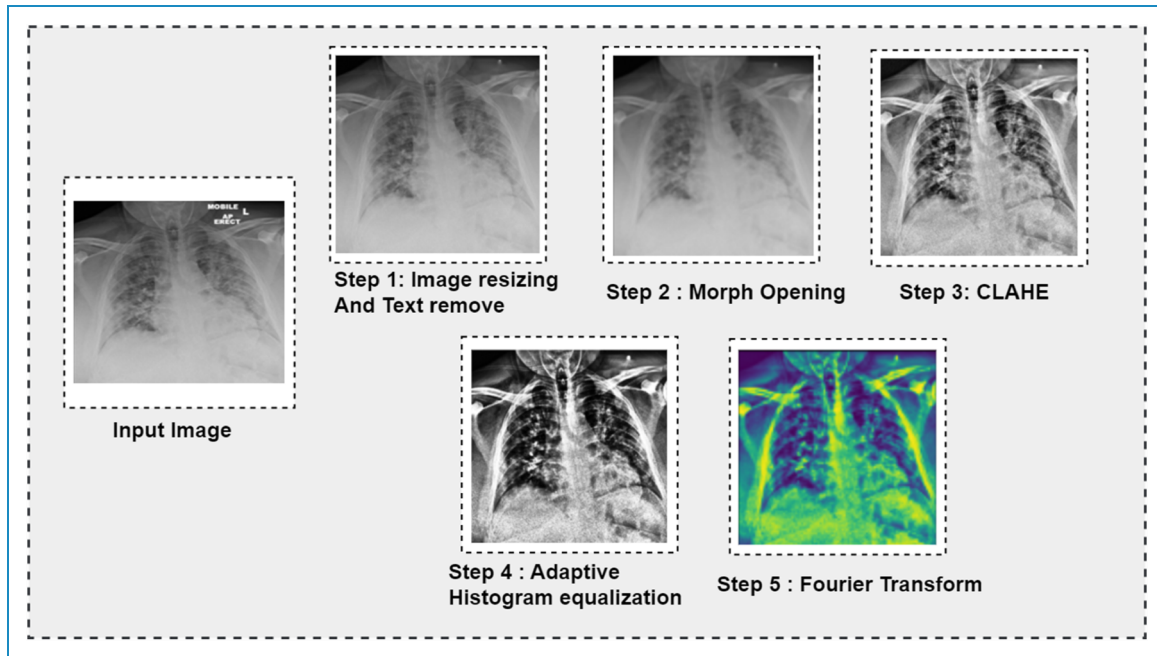 MOBILE
L
AP
ERECT
Input Image
Step 1: Image resizing
And Text remove
Step 2 : Morph Opening
Step 3: CLAHE
Step 4 : Adaptive
Histogram equalization
Step 5 : Fourier Transform